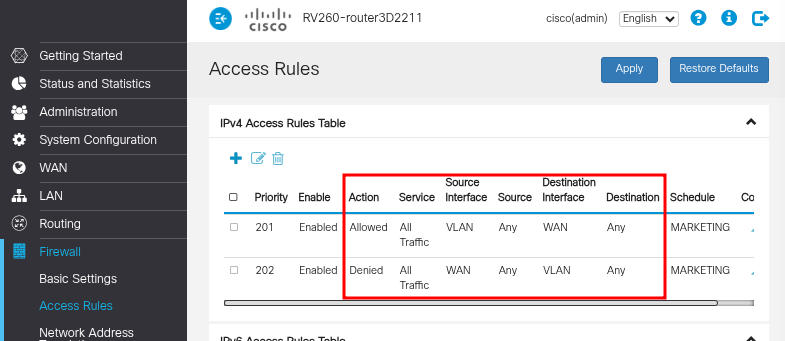 cisco
RV260-router3D2211
cisco(admin)
English
Getting Started
Status and Statistics
Administration
System Configuration
WAN
LAN
Routing
Firewall
Basic Settings
Access Rules
Network Address
Access Rules
Apply
Restore Defaults
IPv4 Access Rules Table
Priority Enable Action Service Source Interface Source Destination Interface Destination Schedule Co
201 Enabled Allowed All Traffic VLAN Any WAN Any MARKETING
202 Enabled Denied All Traffic WAN Any VLAN Any MARKETING
IPv6 Access Rules Table